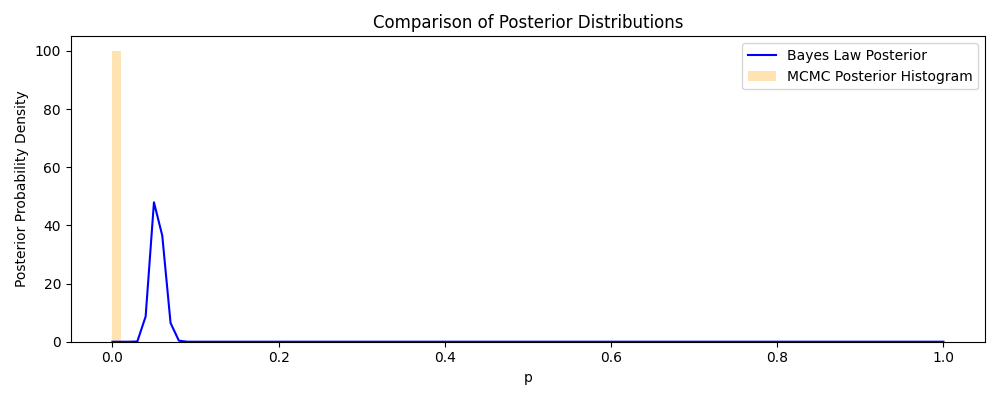 Comparison of Posterior Distributions
Posterior Probability Density
100
80
60
40
20
0
Bayes Law Posterior
MCMC Posterior Histogram
0.0
0.2
0.4
0.6
0.8
1.0
p